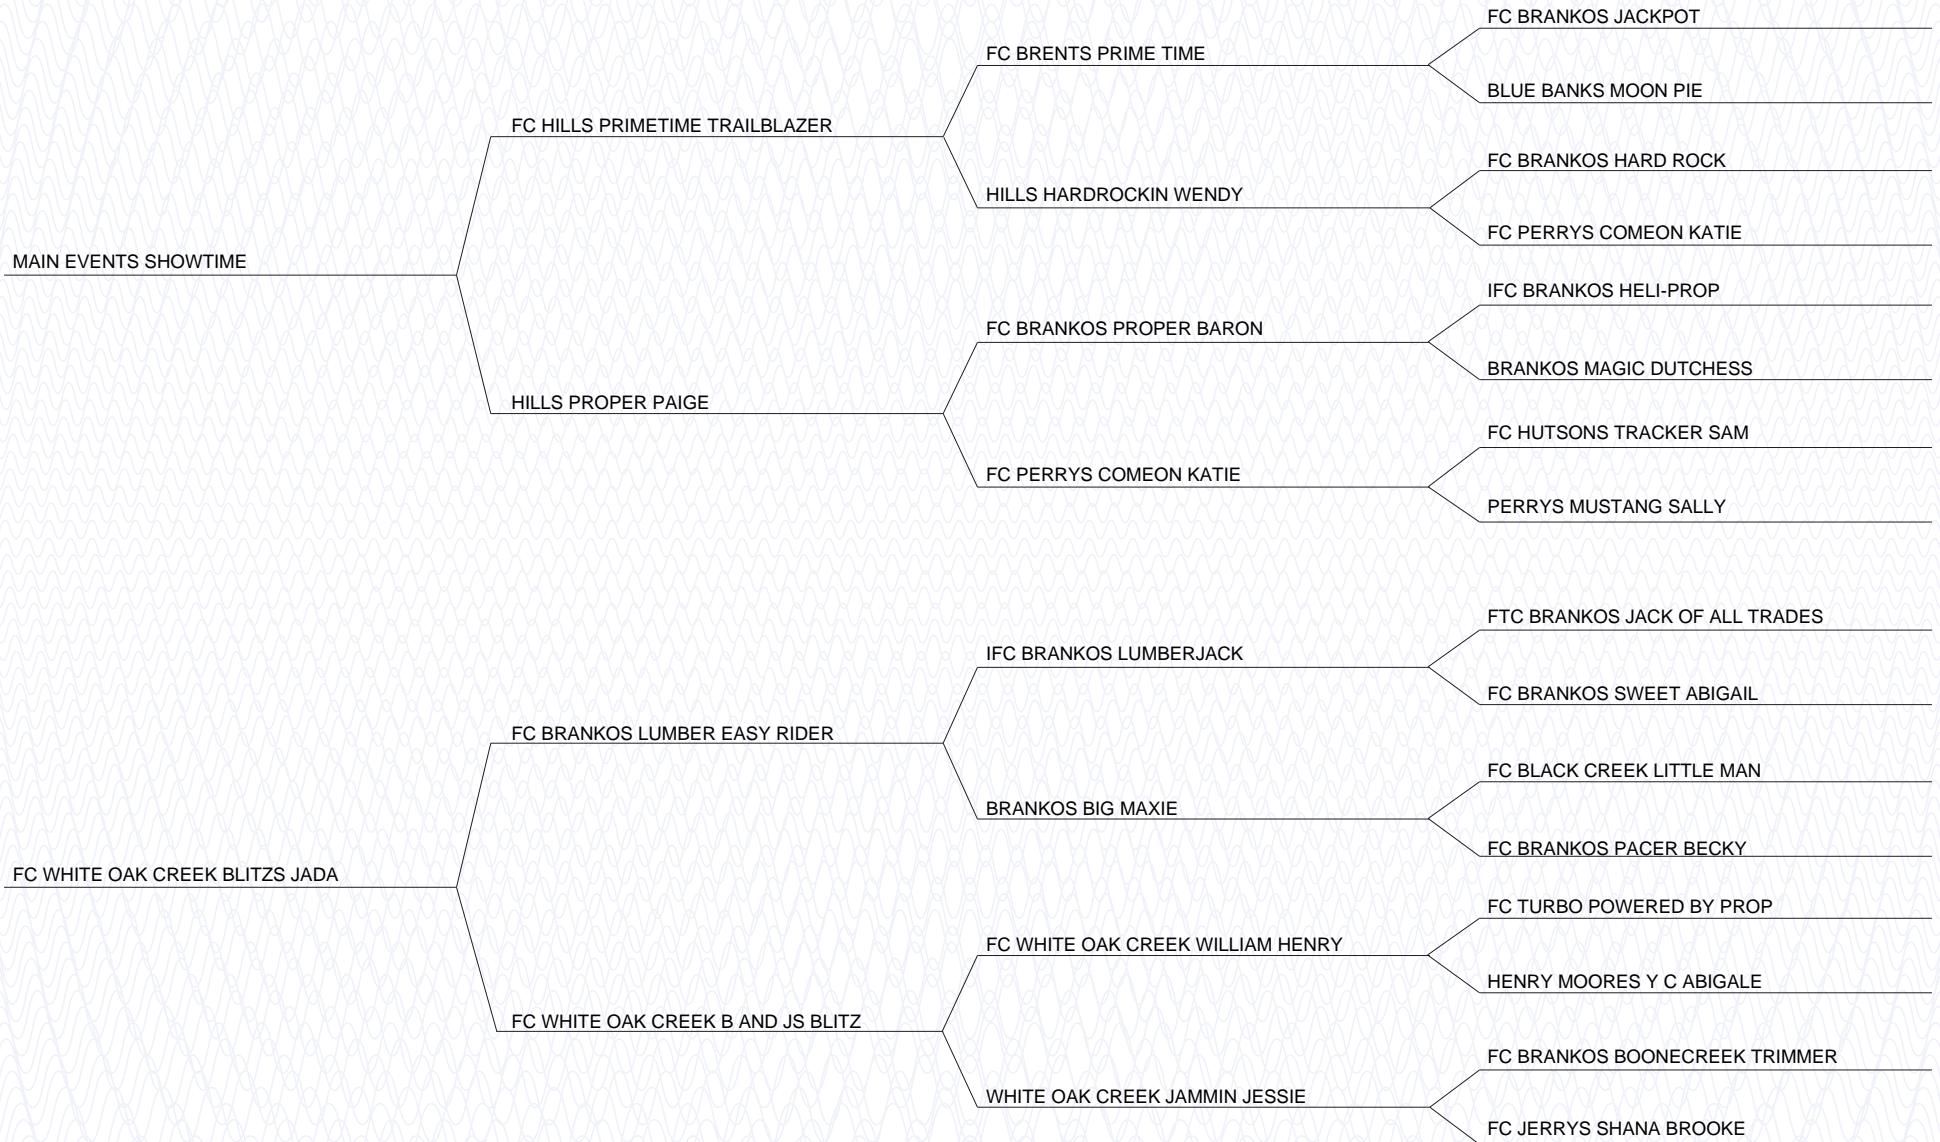 FC BRANKOS JACKPOT
FC BRENTS PRIME TIME
BLUE BANKS MOON PIE
FC HILLS PRIMETIME TRAILBLAZER
FC BRANKOS HARD ROCK
HILLS HARDROCKIN WENDY
FC PERRYS COMEON KATIE
MAIN EVENTS SHOWTIME
IFC BRANKOS HELI-PROP
FC BRANKOS PROPER BARON
BRANKOS MAGIC DUTCHESS
HILLS PROPER PAIGE
FC HUTSONS TRACKER SAM
FC PERRYS COMEON KATIE
PERRYS MUSTANG SALLY
FTC BRANKOS JACK OF ALL TRADES
IFC BRANKOS LUMBERJACK
FC BRANKOS SWEET ABIGAIL
FC BRANKOS LUMBER EASY RIDER
FC BLACK CREEK LITTLE MAN
BRANKOS BIG MAXIE
FC BRANKOS PACER BECKY
FC WHITE OAK CREEK BLITZS JADA
FC TURBO POWERED BY PROP
FC WHITE OAK CREEK WILLIAM HENRY
HENRY MOORES Y C ABIGALE
FC WHITE OAK CREEK B AND JS BLITZ
FC BRANKOS BOONECREEK TRIMMER
WHITE OAK CREEK JAMMIN JESSIE
FC JERRYS SHANA BROOKE